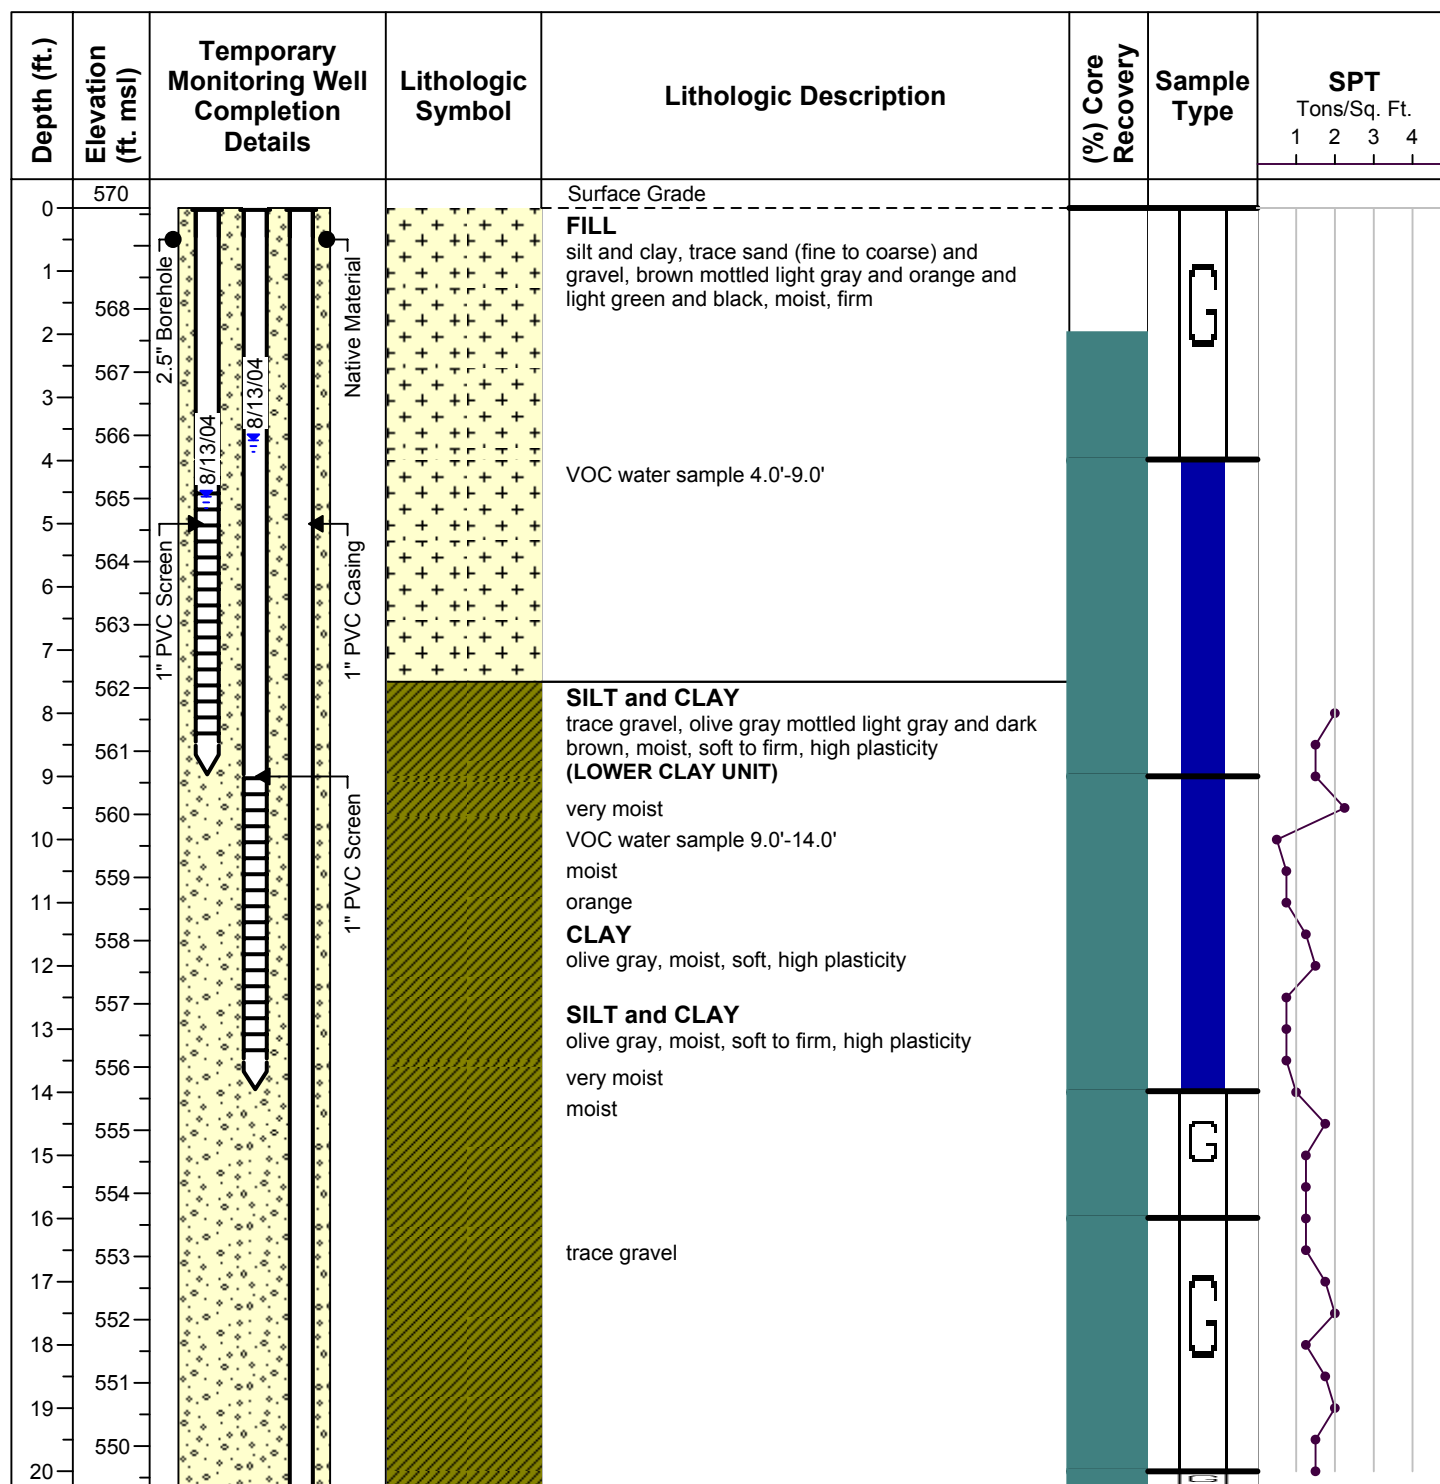 Depth (ft.)
Elevation
(ft. msl)
Temporary
Monitoring Well
Completion
Details
Lithologic
Symbol
Lithologic Description
(%) Core
Recovery
Sample
Type
SPT
Tons/Sq. Ft.
1 2 3 4
570
Surface Grade
0
1
2
3
4
5
6
7
8
9
10
11
12
13
14
15
16
17
18
19
20
568
567
566
565
564
563
562
561
560
559
558
557
556
555
554
553
552
551
550
2.5" Borehole
Native Material
8/13/04
8/13/04
1" PVC Screen
1" PVC Casing
1" PVC Screen
FILL
silt and clay, trace sand (fine to coarse) and
gravel, brown mottled light gray and orange and
light green and black, moist, firm
VOC water sample 4.0'-9.0'
SILT and CLAY
trace gravel, olive gray mottled light gray and dark
brown, moist, soft to firm, high plasticity
(LOWER CLAY UNIT)
very moist
VOC water sample 9.0'-14.0'
moist
orange
CLAY
olive gray, moist, soft, high plasticity
SILT and CLAY
olive gray, moist, soft to firm, high plasticity
very moist
moist
trace gravel
G
G
G